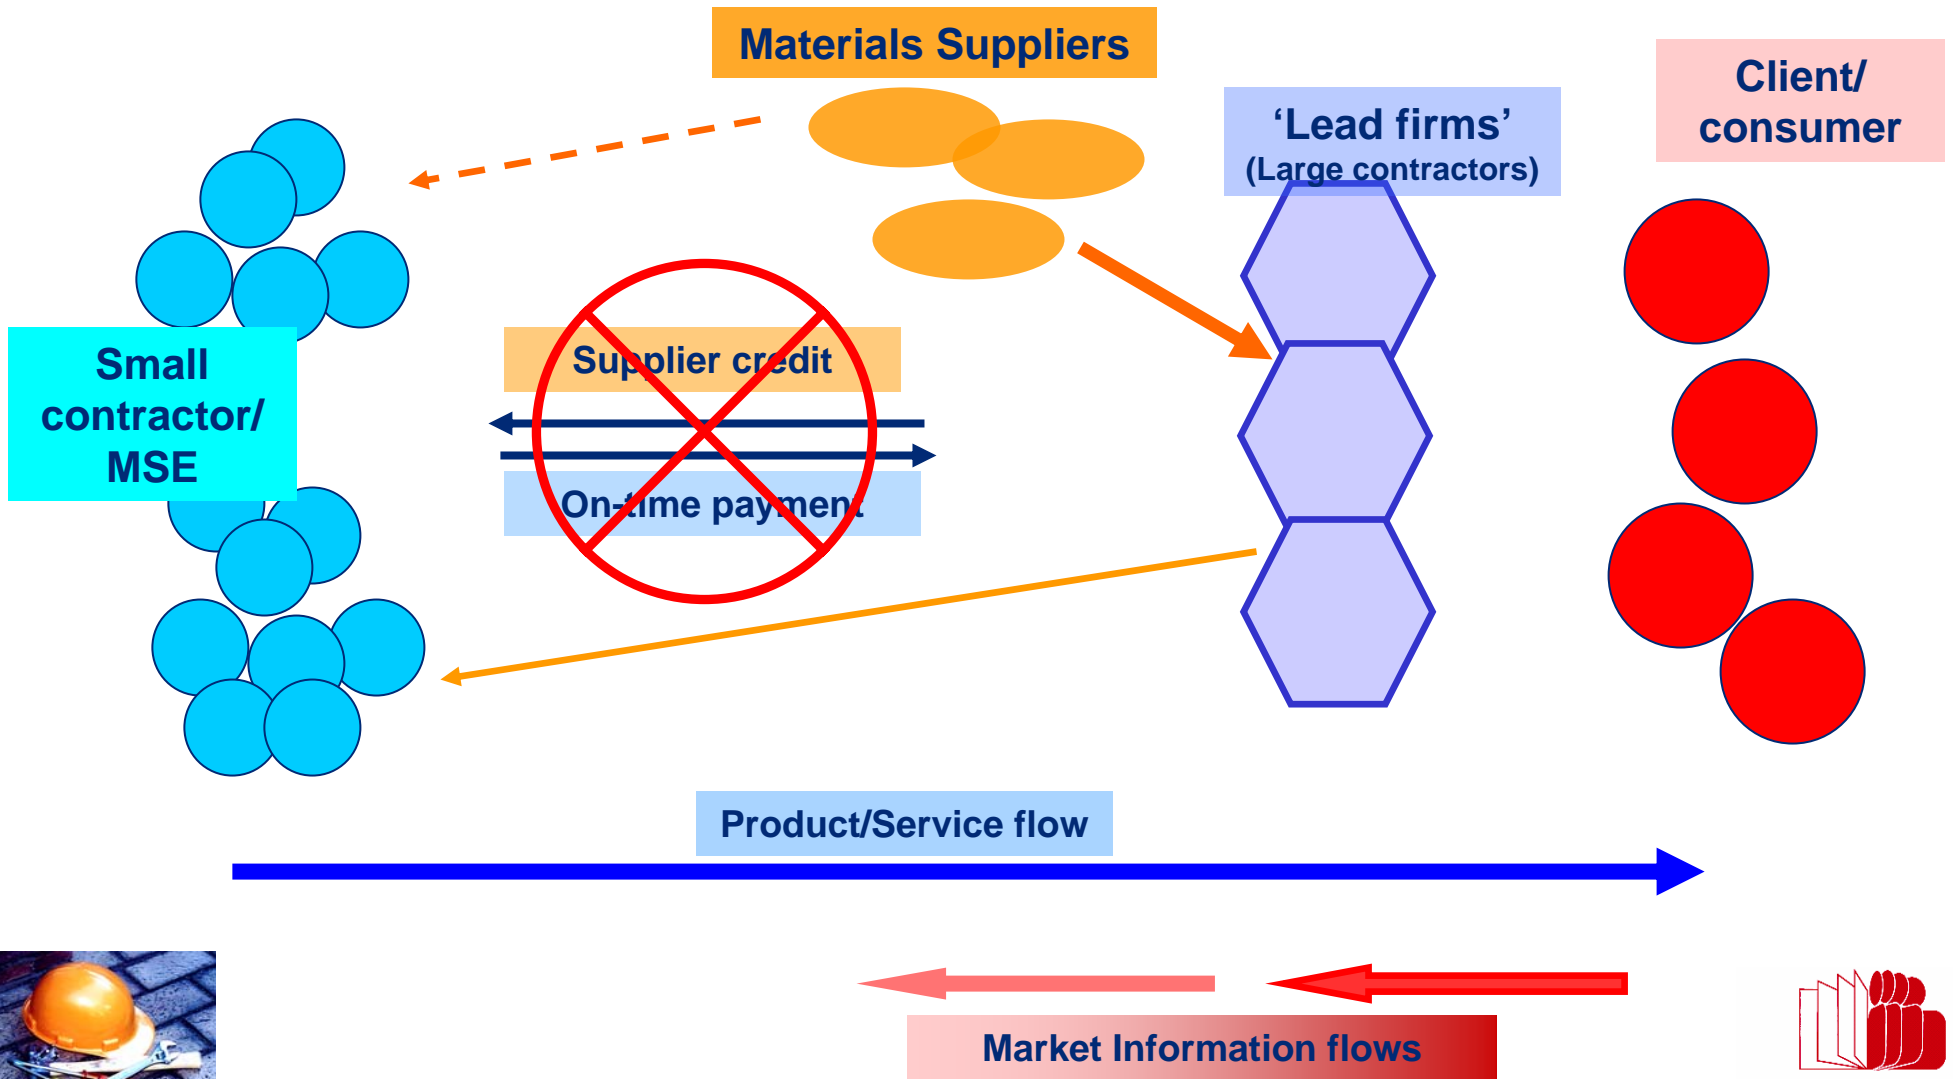 Materials Suppliers
Client/
consumer
‘Lead firms’
(Large contractors)
Small
contractor/
MSE
Supplier credit
On-time payment
Product/Service flow
Market Information flows